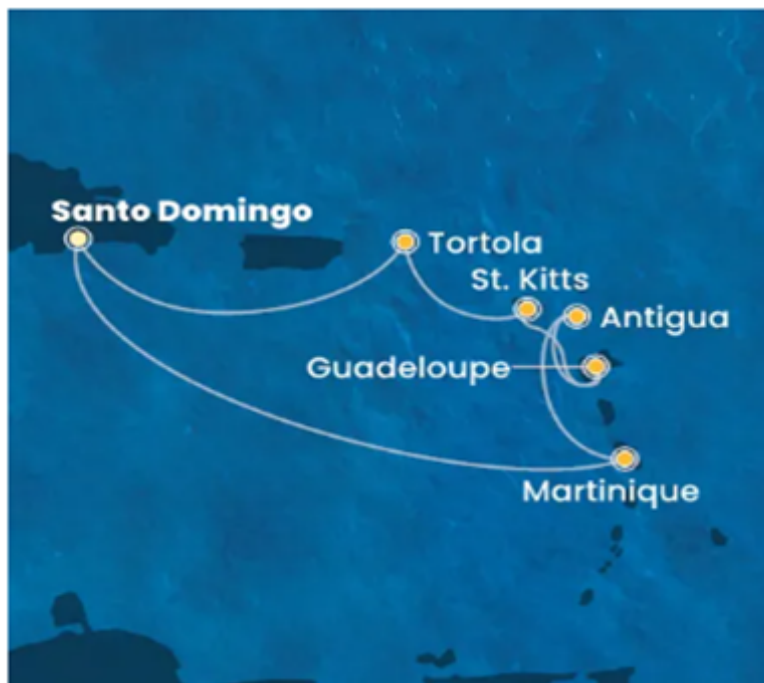 Santo Domingo
Tortola
St. Kitts
Antigua
Guadeloupe
Martinique